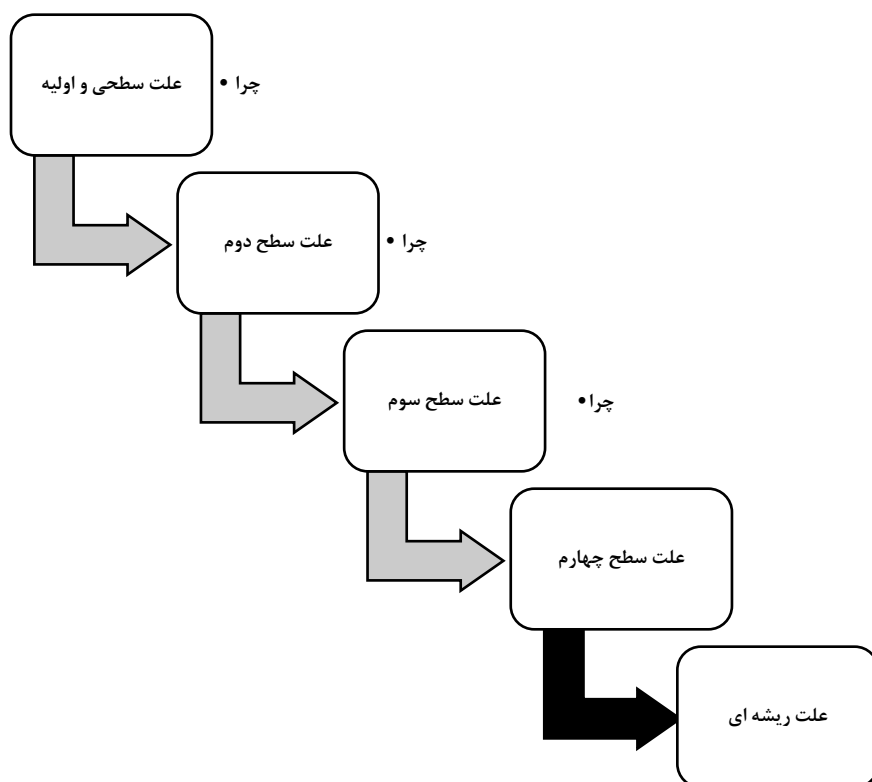 علت سطحی و اولیه
• چرا
علت سطح دوم
• چرا
علت سطح سوم
• چرا
علت سطح چهارم
علت ریشه ای